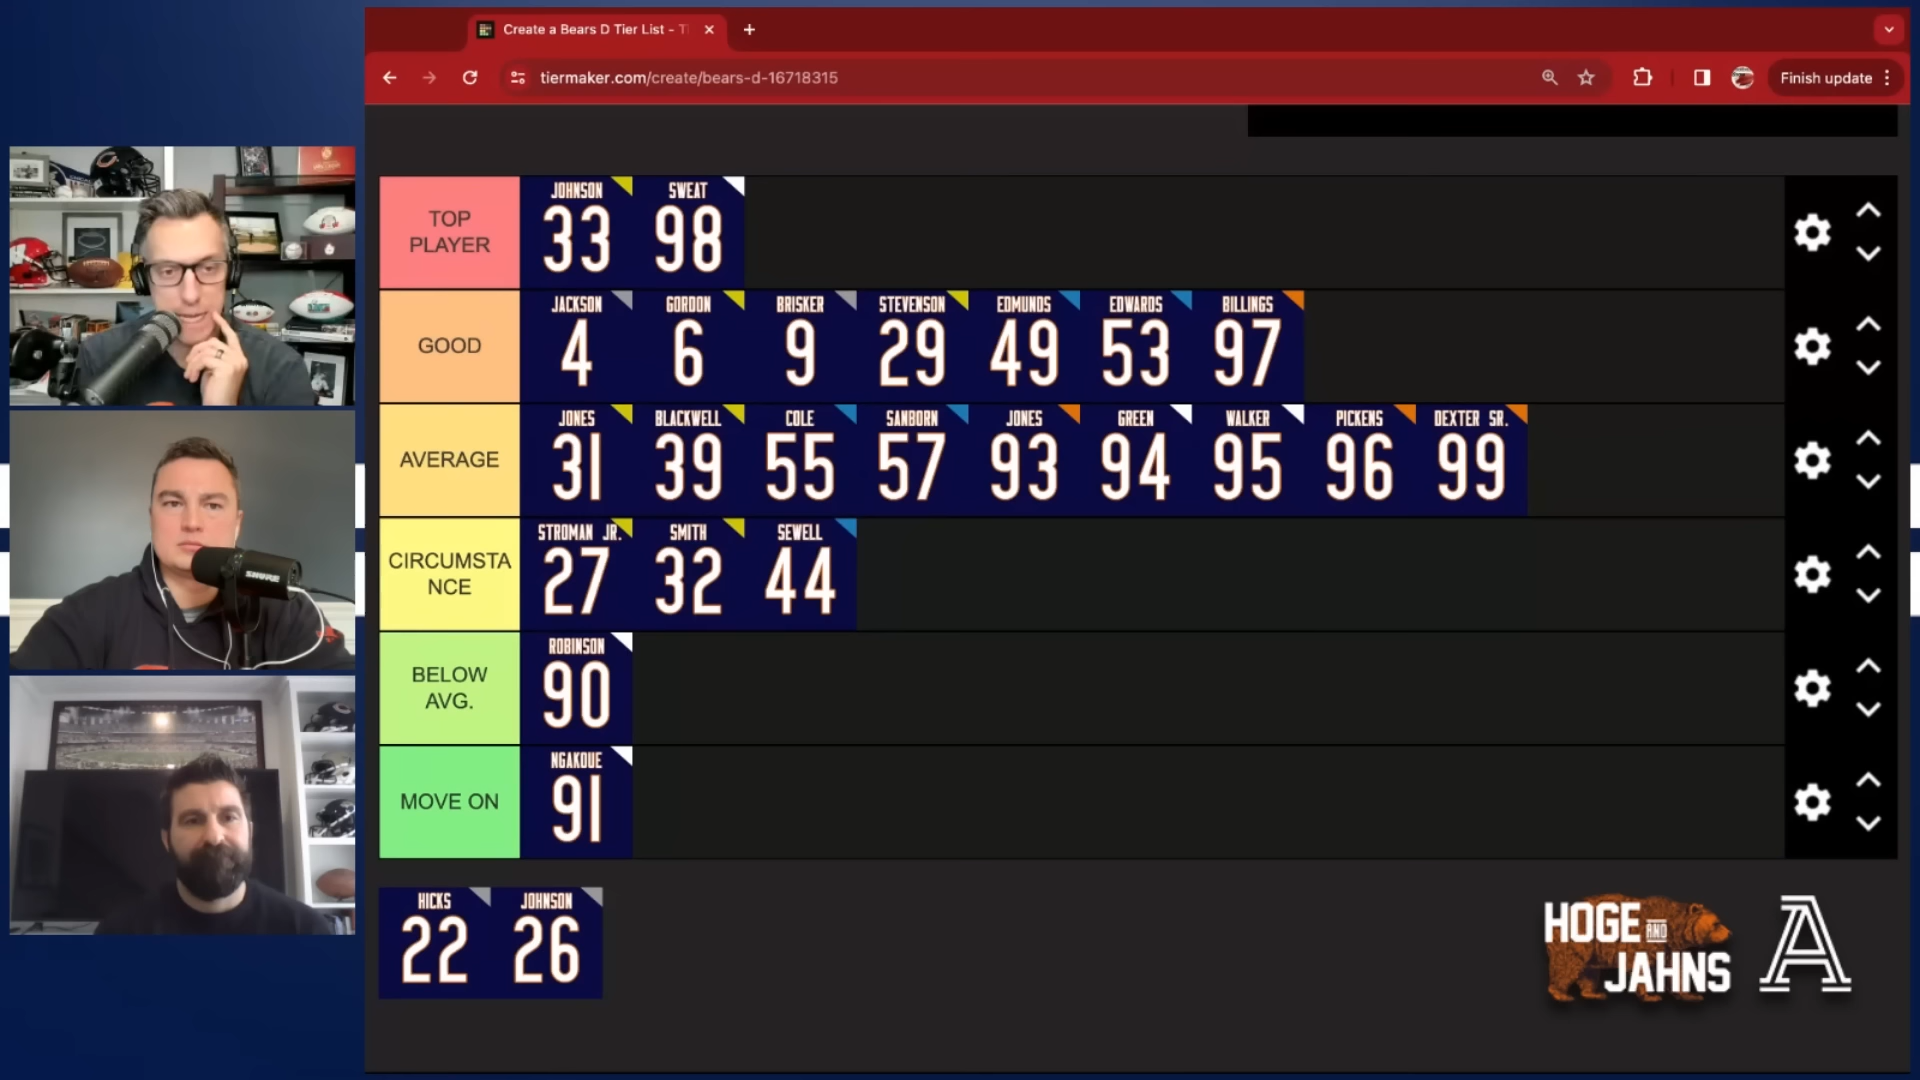 Create a Bears D Tier List - T
tiermaker.com/create/bears-d-16718315
Finish update
TOP
PLAYER
JOHNSON
33
SWEAT
98
GOOD
JACKSON
4
GORDON
6
BRISKER
9
STEVENSON
29
EDMUNDS
49
EDWARDS
53
BILLINGS
97
AVERAGE
JONES
31
BLACKWELL
39
COLE
55
SANBORN
57
JONES
93
GREEN
94
WALKER
95
PICKENS
96
DEXTER SR.
99
CIRCUMSTA
NCE
STROMAN JR.
27
SMITH
32
SEWELL
44
BELOW
AVG.
ROBINSON
90
MOVE ON
NGAKOUE
91
HICKS
22
JOHNSON
26
HOGE AND
JAHNS
A
SHURE